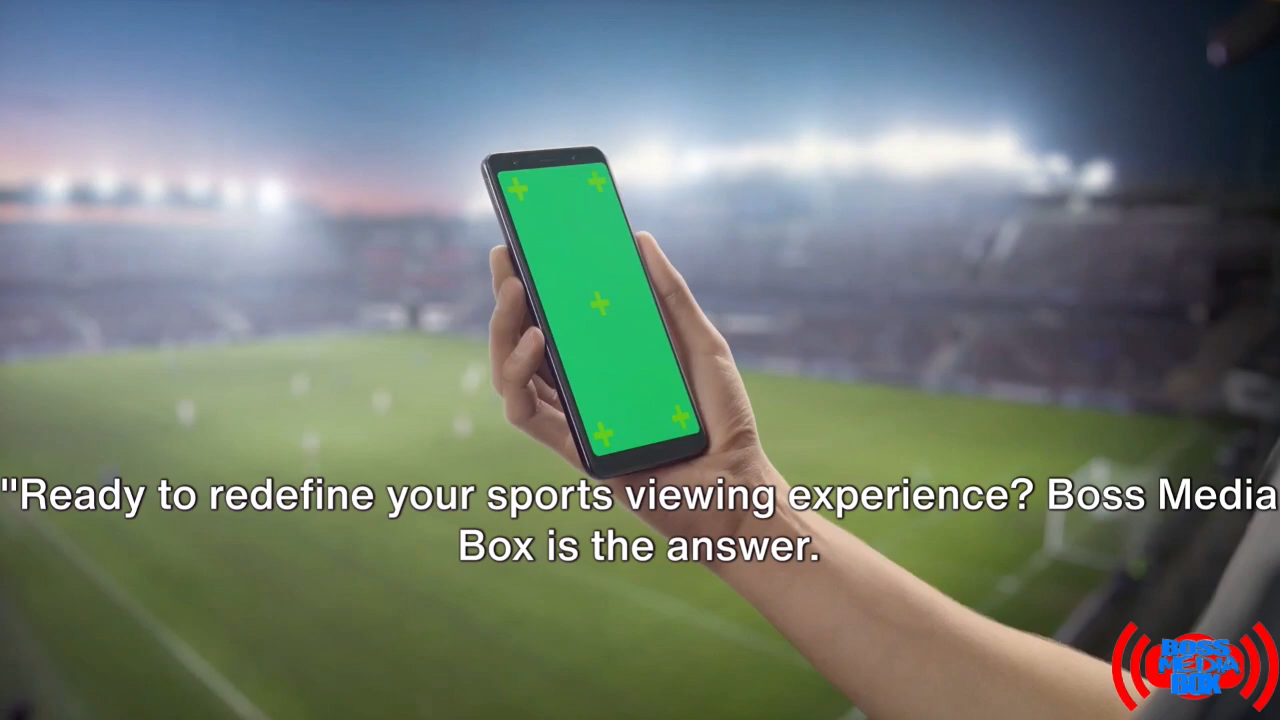 "Ready to redefine your sports viewing experience? Boss Media
Box is the answer.
BOSS
MEDIA
BOX